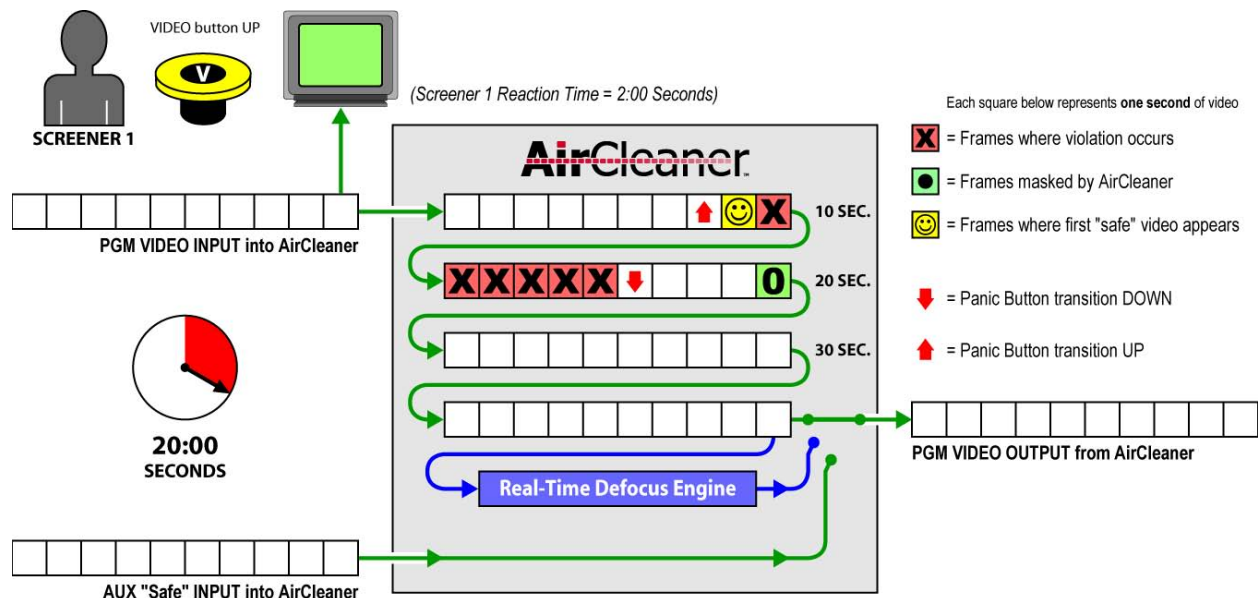 VIDEO button UP
V
SCREENER 1
(Screener 1 Reaction Time = 2:00 Seconds)
Each square below represents one second of video
X = Frames where violation occurs
= Frames masked by AirCleaner
= Frames where first "safe" video appears
= Panic Button transition DOWN
= Panic Button transition UP
AirCleaner™
X 10 SEC.
PGM VIDEO INPUT into AirCleaner
X X X X X 0 20 SEC.
30 SEC.
20:00
SECONDS
PGM VIDEO OUTPUT from AirCleaner
Real-Time Defocus Engine
AUX "Safe" INPUT into AirCleaner